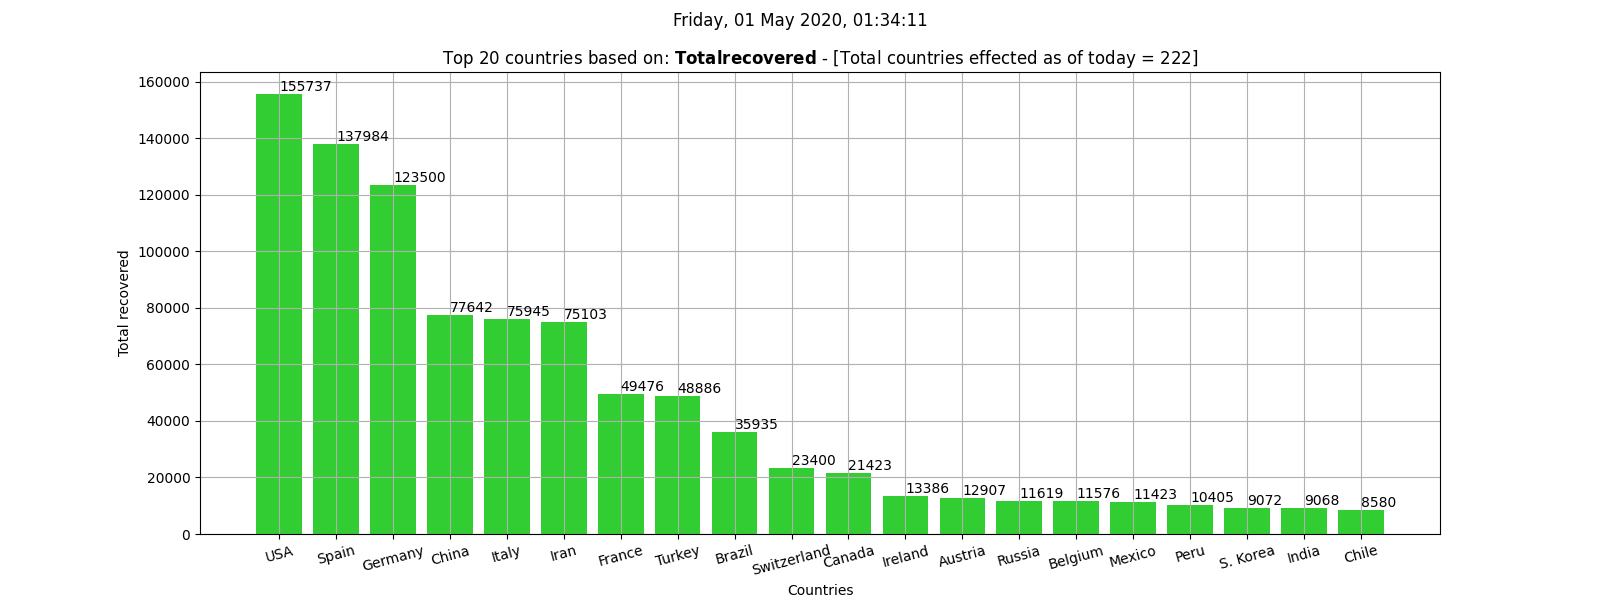 Friday, 01 May 2020, 01:34:11
Top 20 countries based on: Totalrecovered - [Total countries effected as of today = 222]
Total recovered
160000
140000
120000
100000
80000
60000
40000
20000
0
155737
137984
123500
77642
75945
75103
49476
48886
35935
23400
21423
13386
12907
11619
11576
11423
10405
9072
9068
8580
USA
Spain
Germany
China
Italy
Iran
France
Turkey
Brazil
Switzerland
Canada
Ireland
Austria
Russia
Belgium
Mexico
Peru
S. Korea
India
Chile
Countries